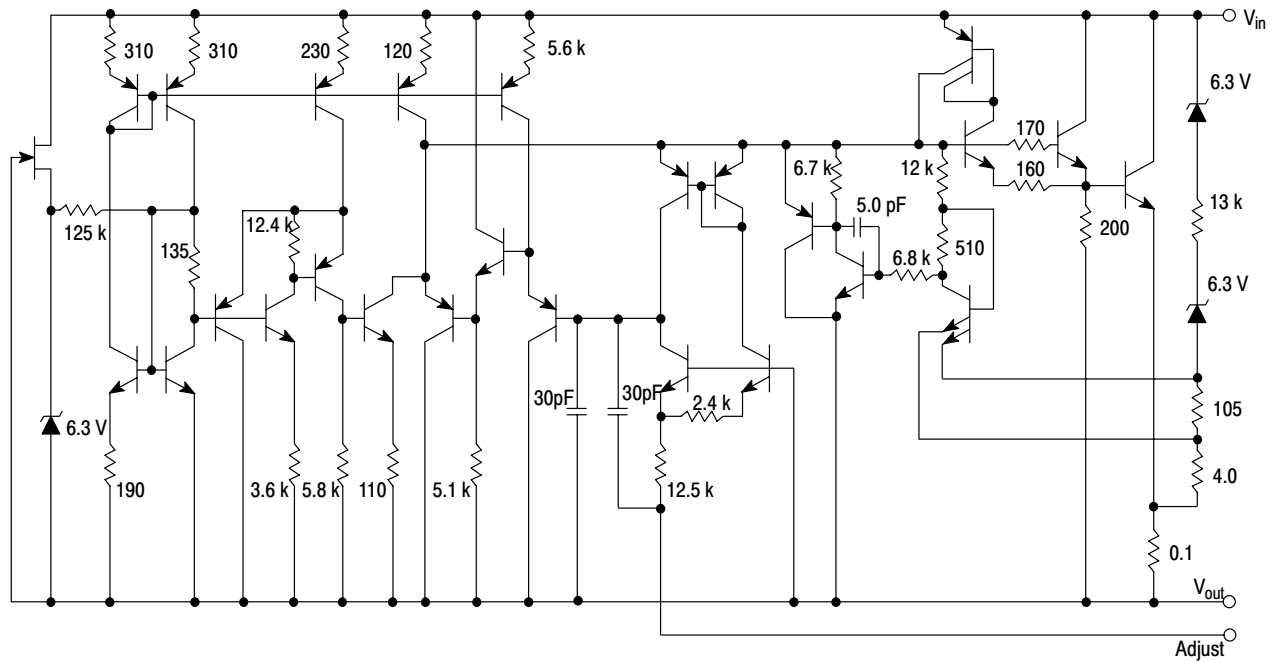 V_in
310
310
230
120
5.6 k
6.3 V
170
160
6.7 k
12 k
5.0 pF
13 k
200
125 k
135
12.4 k
6.8 k
510
6.3 V
6.3 V
30pF
30pF
2.4 k
105
190
3.6 k
5.8 k
110
5.1 k
12.5 k
4.0
0.1
V_out
Adjust